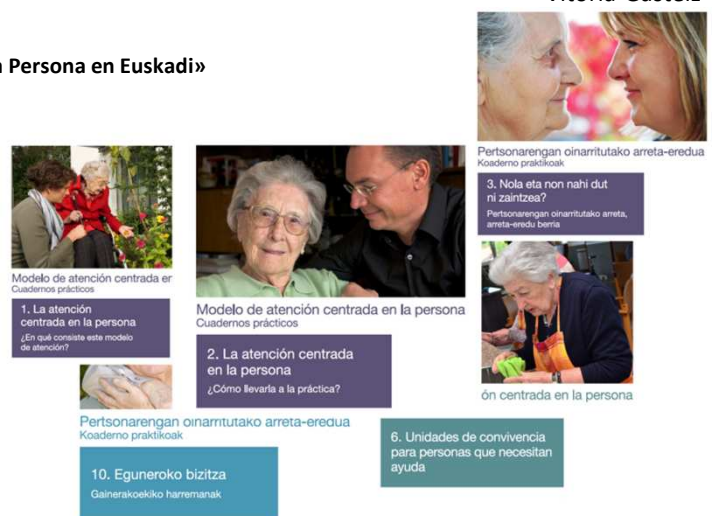 Persona en Euskadi»
Pertsonarengan oinarritutako arreta-eredua
Koaderno praktikoak
3. Nola eta non nahi dut
ni zaintzea?
Pertsonarengan oinarritutako arreta,
arreta-eredu berria
Modelo de atención centrada en
Cuadernos prácticos
1. La atención
centrada en la persona
¿En qué consiste este modelo
de atención?
Modelo de atención centrada en la persona
Cuadernos prácticos
2. La atención centrada
en la persona
¿Cómo llevarla a la práctica?
ón centrada en la persona
Pertsonarengan oinarritutako arreta-eredua
Koaderno praktikoak
10. Eguneroko bizitza
Gainerakoekiko harremanak
6. Unidades de convivencia
para personas que necesitan
ayuda